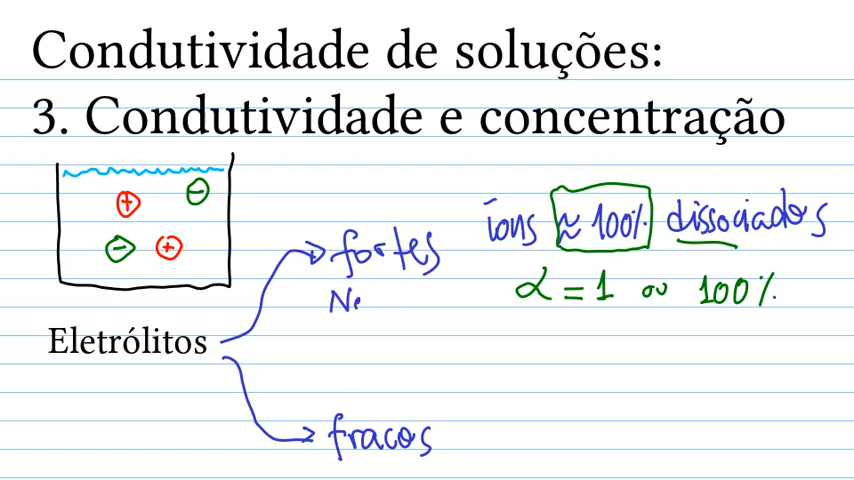 Condutividade de soluções:
3. Condutividade e concentração
+ −
− +
íons ≈ 100% dissociados
fortes
α = 1 ou 100%
Ne
Eletrólitos
fracos